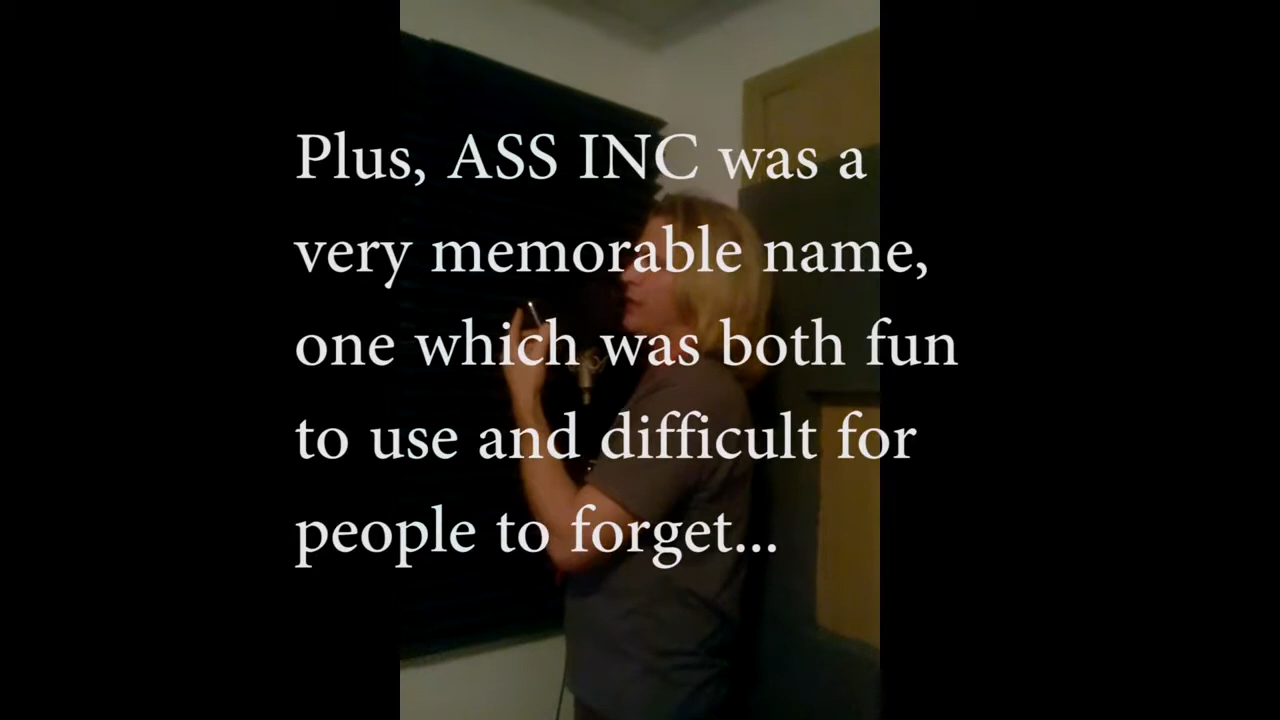 Plus, ASS INC was a
very memorable name,
one which was both fun
to use and difficult for
people to forget...